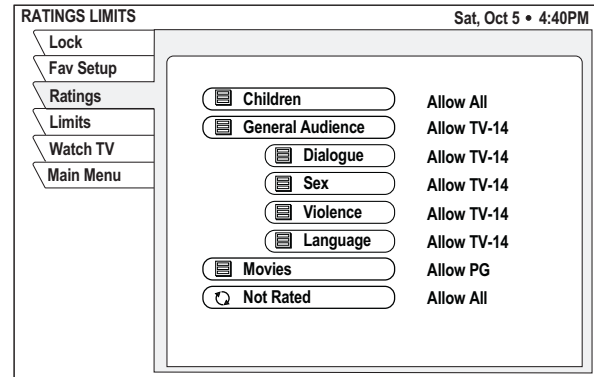 RATINGS LIMITS
Sat, Oct 5 • 4:40PM
Lock
Fav Setup
Ratings
Limits
Watch TV
Main Menu
Children Allow All
General Audience Allow TV-14
Dialogue Allow TV-14
Sex Allow TV-14
Violence Allow TV-14
Language Allow TV-14
Movies Allow PG
Not Rated Allow All